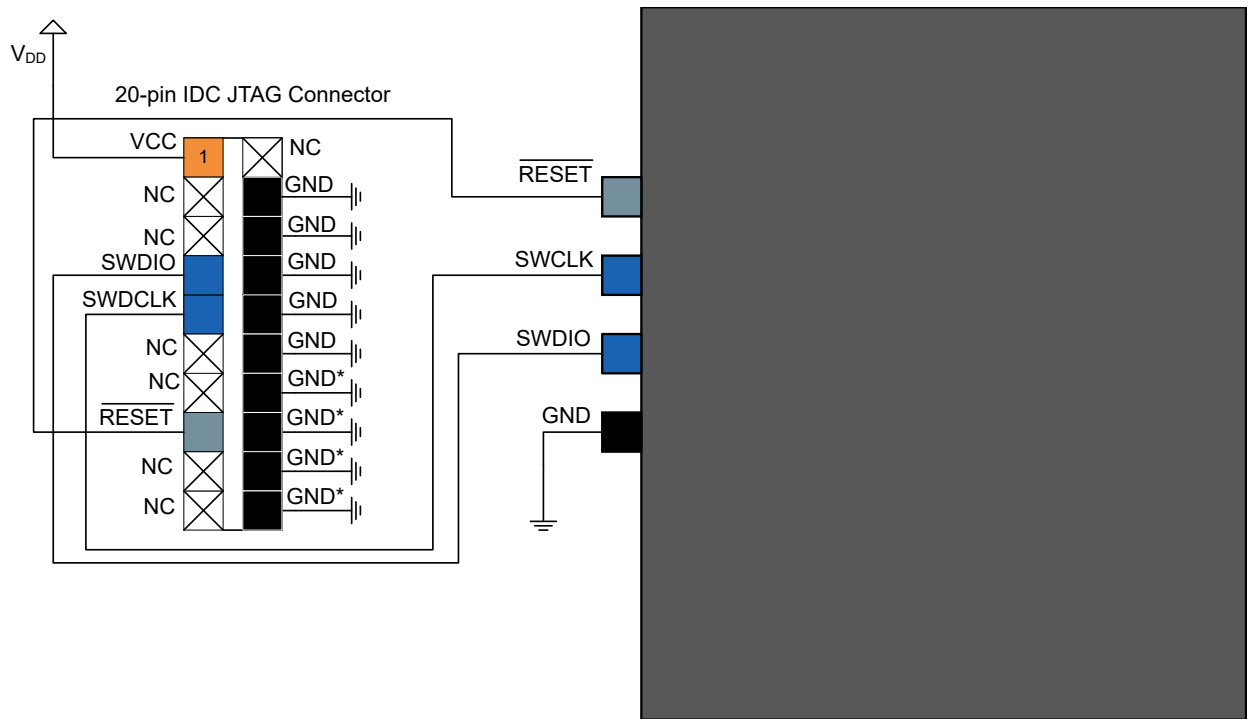 VDD
20-pin IDC JTAG Connector
VCC
1
NC
NC
GND
NC
GND
SWDIO
GND
SWDCLK
GND
NC
GND
NC
GND*
RESET
GND*
NC
GND*
NC
GND*
RESET
SWCLK
SWDIO
GND